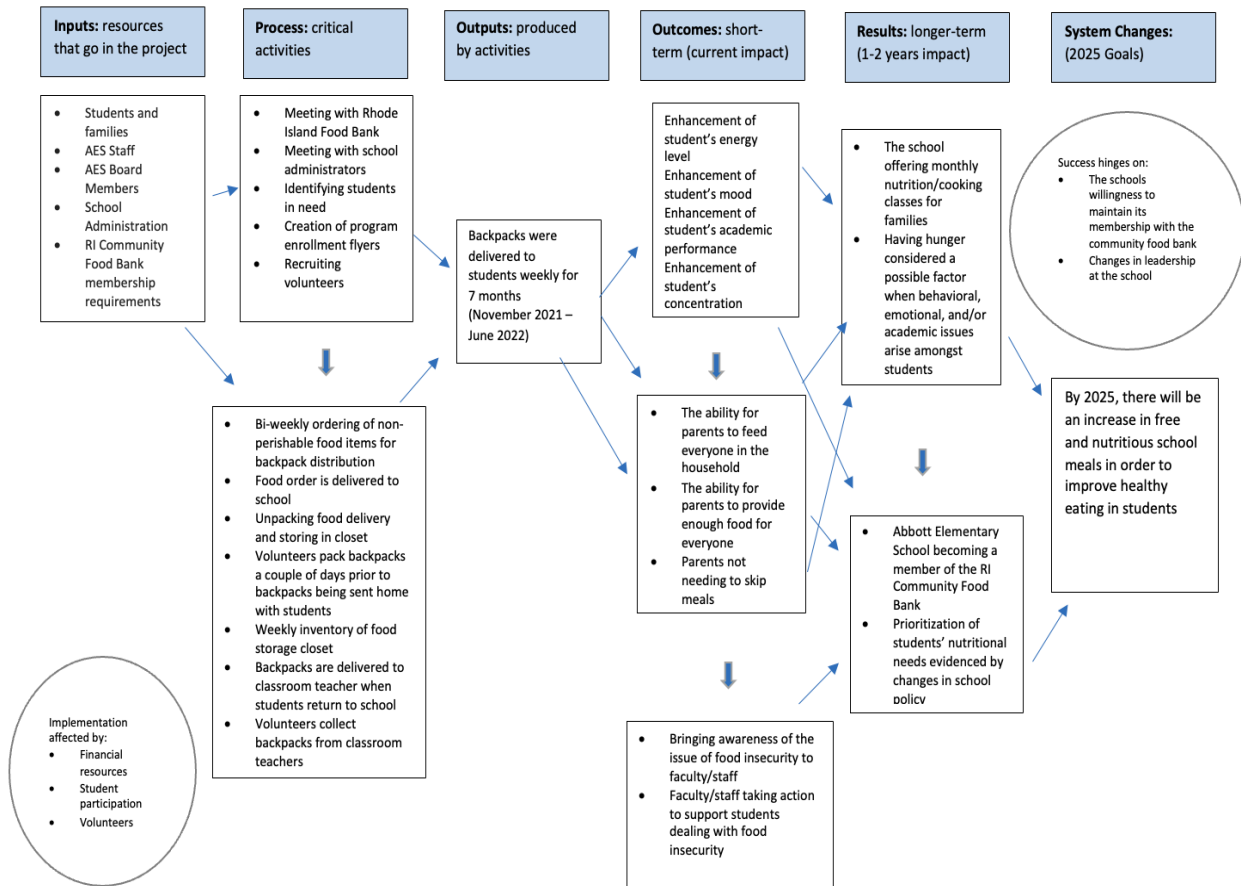 Inputs: resources
that go in the project
Process: critical
activities
Outputs: produced
by activities
Outcomes: short-
term (current impact)
Results: longer-term
(1-2 years impact)
System Changes:
(2025 Goals)
• Students and
families
• AES Staff
• AES Board
Members
• School
Administration
• RI Community
Food Bank
membership
requirements
• Meeting with Rhode
Island Food Bank
• Meeting with school
administrators
• Identifying students
in need
• Creation of program
enrollment flyers
• Recruiting
volunteers
• Bi-weekly ordering of non-
perishable food items for
backpack distribution
• Food order is delivered to
school
• Unpacking food delivery
and storing in closet
• Volunteers pack backpacks
a couple of days prior to
backpacks being sent home
with students
• Weekly inventory of food
storage closet
• Backpacks are delivered to
classroom teacher when
students return to school
• Volunteers collect
backpacks from classroom
teachers
Implementation
affected by:
• Financial
resources
• Student
participation
• Volunteers
Backpacks were
delivered to
students weekly for
7 months
(November 2021 –
June 2022)
Enhancement of
student’s energy
level
Enhancement of
student’s mood
Enhancement of
student’s academic
performance
Enhancement of
student’s
concentration
• The ability for
parents to feed
everyone in the
household
• The ability for
parents to provide
enough food for
everyone
• Parents not
needing to skip
meals
• Bringing awareness of the
issue of food insecurity to
faculty/staff
• Faculty/staff taking action
to support students
dealing with food
insecurity
• The school
offering monthly
nutrition/cooking
classes for
families
• Having hunger
considered a
possible factor
when behavioral,
emotional, and/or
academic issues
arise amongst
students
• Abbott Elementary
School becoming a
member of the RI
Community Food
Bank
• Prioritization of
students’ nutritional
needs evidenced by
changes in school
policy
Success hinges on:
• The schools
willingness to
maintain its
membership with the
community food bank
• Changes in leadership
at the school
By 2025, there will be
an increase in free
and nutritious school
meals in order to
improve healthy
eating in students